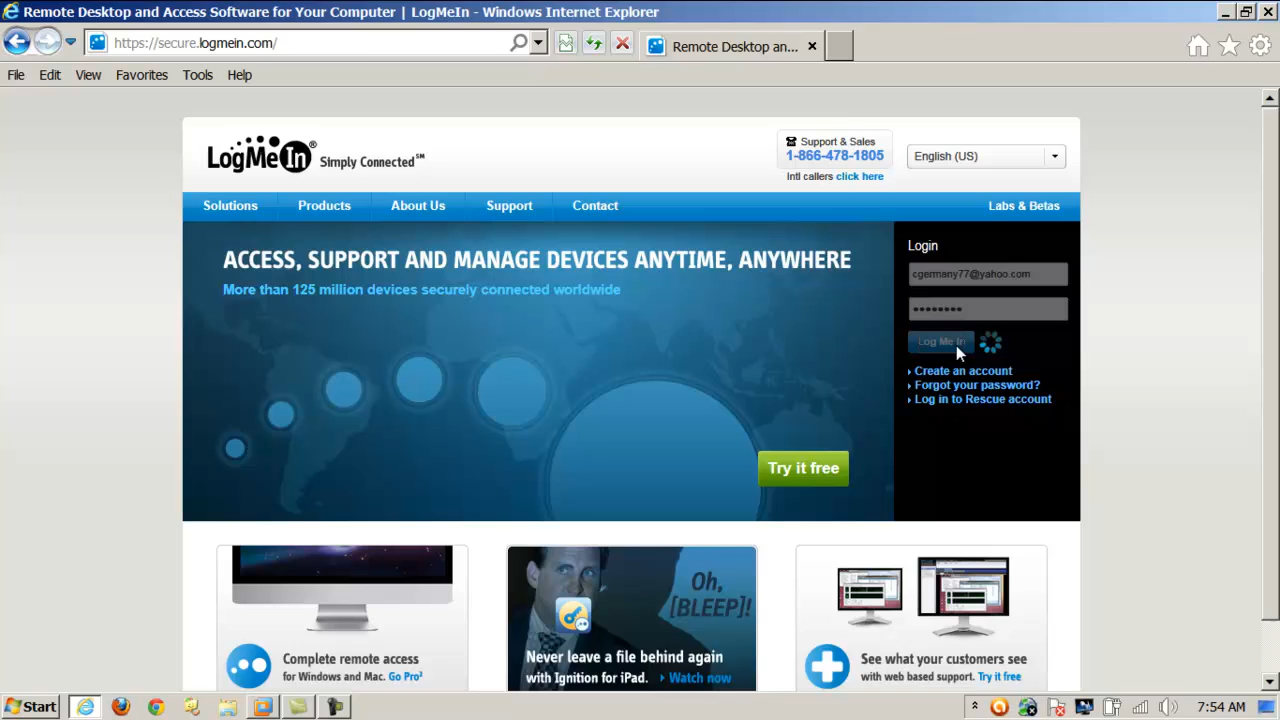 Remote Desktop and Access Software for Your Computer | LogMeIn - Windows Internet Explorer
https://secure.logmein.com/
Remote Desktop an...
File Edit View Favorites Tools Help
LogMeIn® Simply Connected℠
Support & Sales
1-866-478-1805
Intl callers click here
English (US)
Solutions Products About Us Support Contact Labs & Betas
ACCESS, SUPPORT AND MANAGE DEVICES ANYTIME, ANYWHERE
More than 125 million devices securely connected worldwide
Try it free
Login
cgermany77@yahoo.com
••••••••
Log Me In
Create an account
Forgot your password?
Log in to Rescue account
Complete remote access
for Windows and Mac. Go Pro²
Oh,
[BLEEP]!
Never leave a file behind again
with Ignition for iPad. Watch now
See what your customers see
with web based support. Try it free
Start
7:54 AM